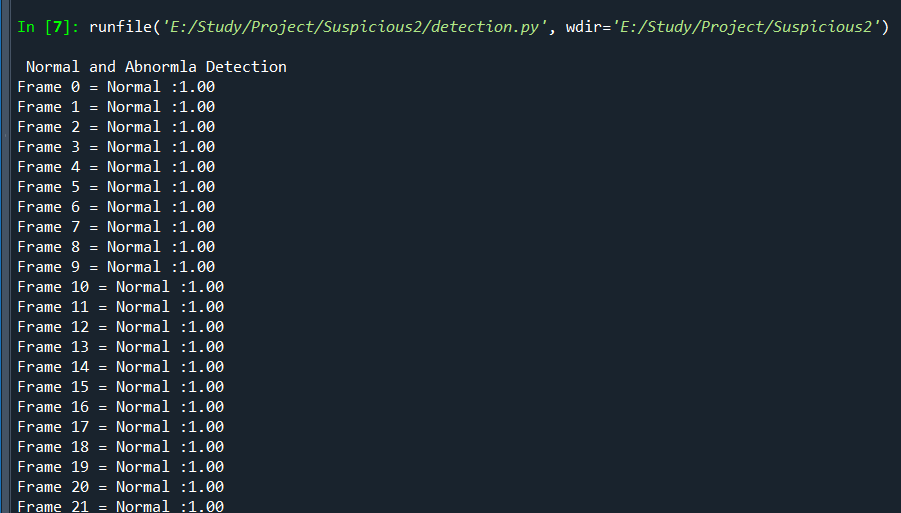 In [7]: runfile('E:/Study/Project/Suspicious2/detection.py', wdir='E:/Study/Project/Suspicious2')
Normal and Abnormla Detection
Frame 0 = Normal :1.00
Frame 1 = Normal :1.00
Frame 2 = Normal :1.00
Frame 3 = Normal :1.00
Frame 4 = Normal :1.00
Frame 5 = Normal :1.00
Frame 6 = Normal :1.00
Frame 7 = Normal :1.00
Frame 8 = Normal :1.00
Frame 9 = Normal :1.00
Frame 10 = Normal :1.00
Frame 11 = Normal :1.00
Frame 12 = Normal :1.00
Frame 13 = Normal :1.00
Frame 14 = Normal :1.00
Frame 15 = Normal :1.00
Frame 16 = Normal :1.00
Frame 17 = Normal :1.00
Frame 18 = Normal :1.00
Frame 19 = Normal :1.00
Frame 20 = Normal :1.00
Frame 21 = Normal :1.00